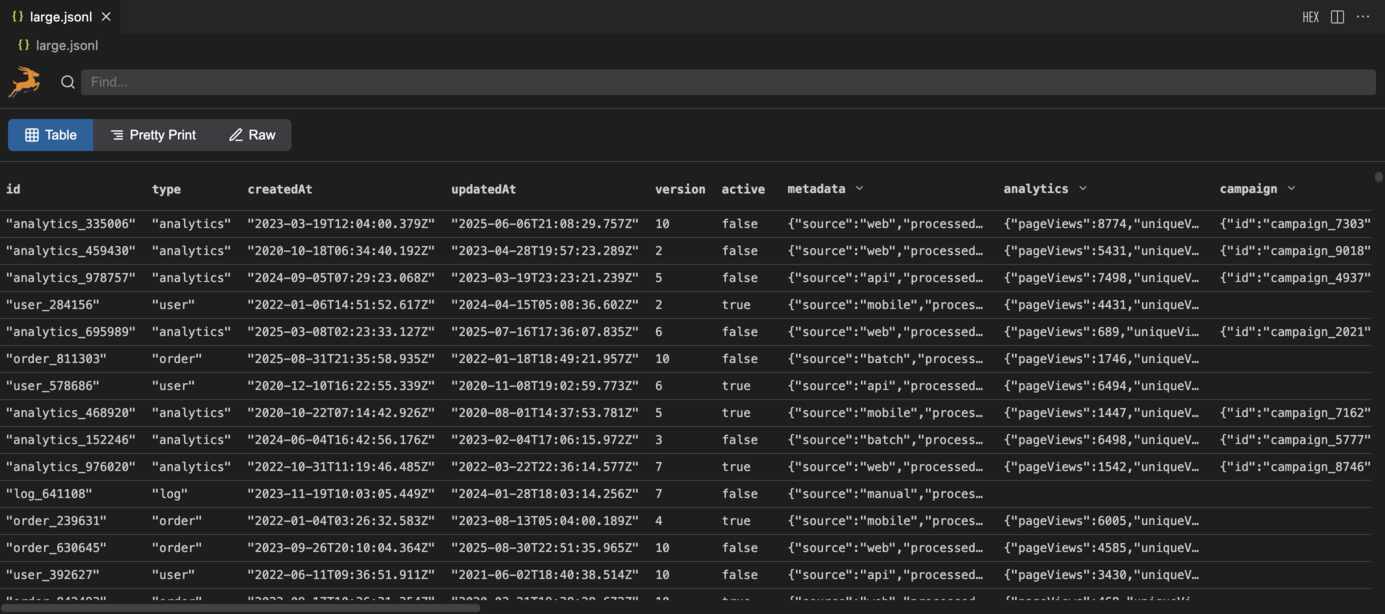 {} large.jsonl × HEX ...
{} large.jsonl
Find...
Table Pretty Print Raw
id type createdAt updatedAt version active metadata analytics campaign
"analytics_335006" "analytics" "2023-03-19T12:04:00.379Z" "2025-06-06T21:08:29.757Z" 10 false {"source":"web","processed… {"pageViews":8774,"uniqueV… {"id":"campaign_7303"
"analytics_459430" "analytics" "2020-10-18T06:34:40.192Z" "2023-04-28T19:57:23.289Z" 2 false {"source":"web","processed… {"pageViews":5431,"uniqueV… {"id":"campaign_9018"
"analytics_978757" "analytics" "2024-09-05T07:29:23.068Z" "2023-03-19T23:23:21.239Z" 5 false {"source":"api","processed… {"pageViews":7498,"uniqueV… {"id":"campaign_4937"
"user_284156" "user" "2022-01-06T14:51:52.617Z" "2024-04-15T05:08:36.602Z" 2 true {"source":"mobile","proces… {"pageViews":4431,"uniqueV…
"analytics_695989" "analytics" "2025-03-08T02:23:33.127Z" "2025-07-16T17:36:07.835Z" 6 false {"source":"web","processed… {"pageViews":689,"uniqueVi… {"id":"campaign_2021"
"order_811303" "order" "2025-08-31T21:35:58.935Z" "2022-01-18T18:49:21.957Z" 10 false {"source":"batch","process… {"pageViews":1746,"uniqueV…
"user_578686" "user" "2020-12-10T16:22:55.339Z" "2020-11-08T19:02:59.773Z" 6 true {"source":"api","processed… {"pageViews":6494,"uniqueV…
"analytics_468920" "analytics" "2020-10-22T07:14:42.926Z" "2020-08-01T14:37:53.781Z" 5 true {"source":"mobile","proces… {"pageViews":1447,"uniqueV… {"id":"campaign_7162"
"analytics_152246" "analytics" "2024-06-04T16:42:56.176Z" "2023-02-04T17:06:15.972Z" 3 false {"source":"batch","process… {"pageViews":6498,"uniqueV… {"id":"campaign_5777"
"analytics_976020" "analytics" "2022-10-31T11:19:46.485Z" "2022-03-22T22:36:14.577Z" 7 true {"source":"web","processed… {"pageViews":1542,"uniqueV… {"id":"campaign_8746"
"log_641108" "log" "2023-11-19T10:03:05.449Z" "2024-01-28T18:03:14.256Z" 7 false {"source":"manual","proces…
"order_239631" "order" "2022-01-04T03:26:32.583Z" "2023-08-13T05:04:00.189Z" 4 true {"source":"mobile","proces… {"pageViews":6005,"uniqueV…
"order_630645" "order" "2023-09-26T20:10:04.364Z" "2025-08-30T22:51:35.965Z" 10 false {"source":"web","processed… {"pageViews":4585,"uniqueV…
"user_392627" "user" "2022-06-11T09:36:51.911Z" "2021-06-02T18:40:38.514Z" 10 false {"source":"api","processed… {"pageViews":3430,"uniqueV…